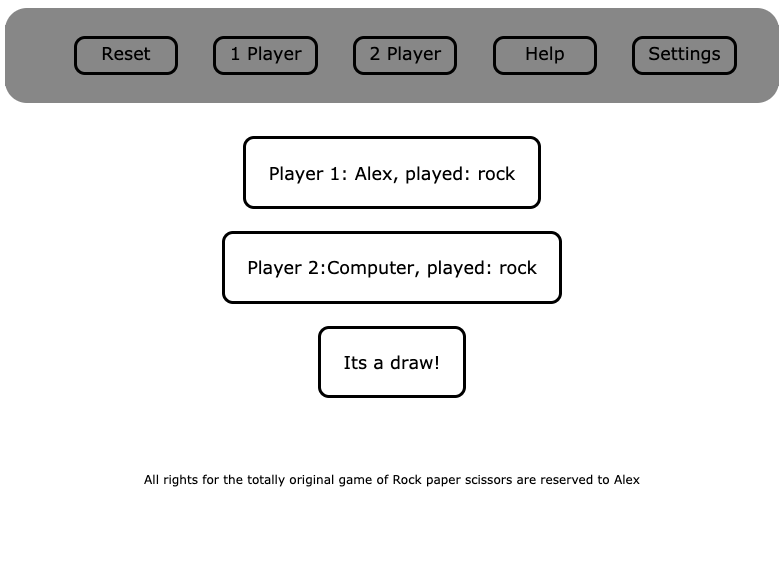 Reset 1 Player 2 Player Help Settings
Player 1: Alex, played: rock
Player 2:Computer, played: rock
Its a draw!
All rights for the totally original game of Rock paper scissors are reserved to Alex